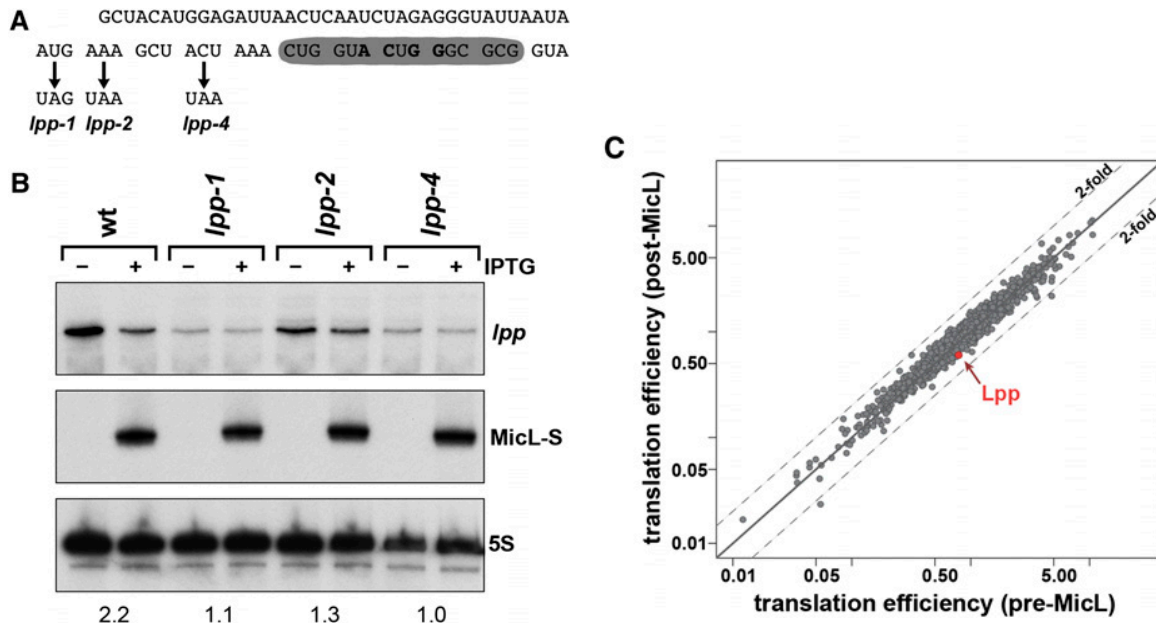 A
GCUACAUGGAGAUUAACUCAAUCUAGAGGGUAUUAAUA
AUG AAA GCU ACU AAA CUG GUA CUG GGC GCG GUA
UAG UAA UAA
lpp-1 lpp-2 lpp-4
B
wt lpp-1 lpp-2 lpp-4
– + – + – + – + IPTG
lpp
MicL-S
5S
2.2 1.1 1.3 1.0
C
translation efficiency (post-MicL)
5.00
0.50
0.05
0.01
2-fold
2-fold
Lpp
0.01 0.05 0.50 5.00
translation efficiency (pre-MicL)